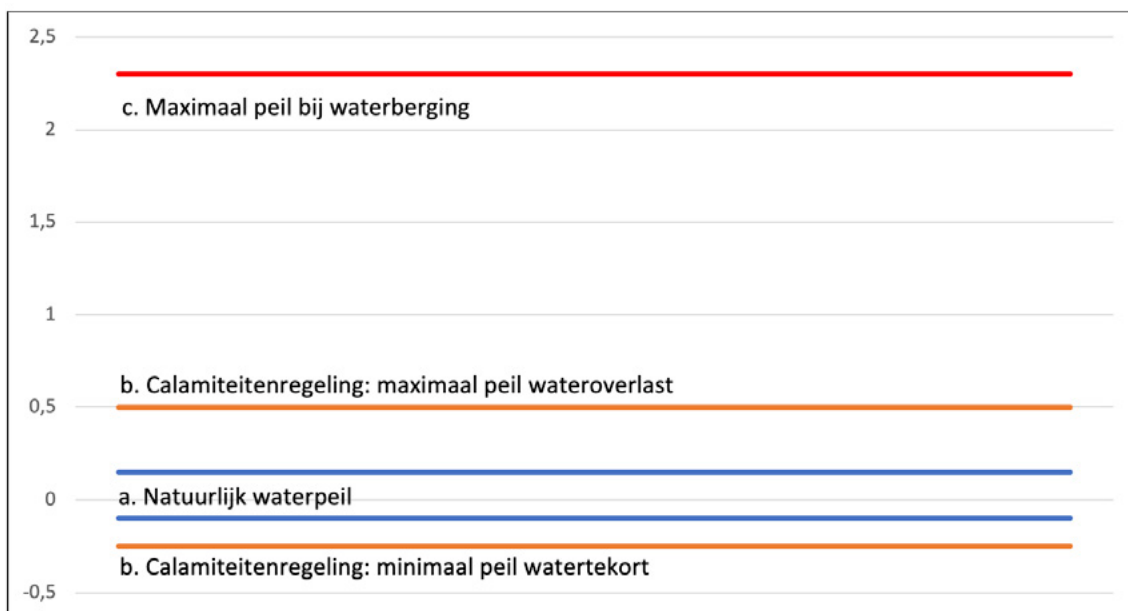 2,5
c. Maximaal peil bij waterberging
2
1,5
1
b. Calamiteitenregeling: maximaal peil wateroverlast
0,5
a. Natuurlijk waterpeil
0
b. Calamiteitenregeling: minimaal peil watertekort
-0,5